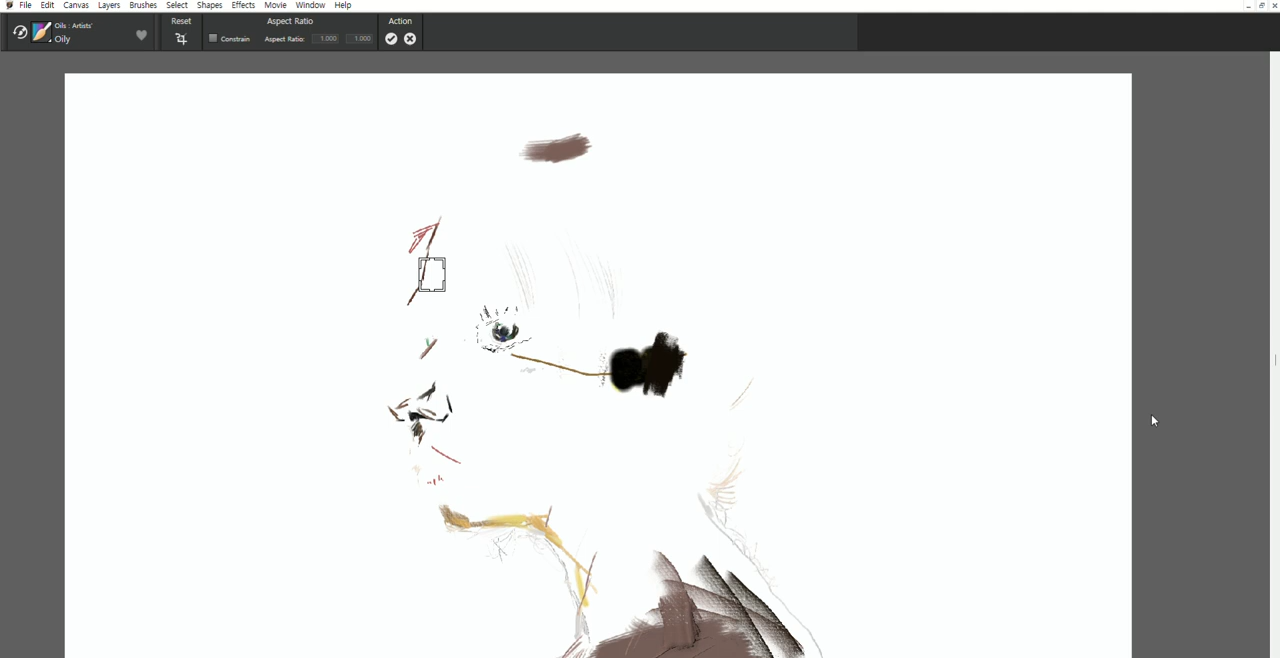 File Edit Canvas Layers Brushes Select Shapes Effects Movie Window Help
Oils : Artists'
Oily
Reset
Aspect Ratio
Constrain Aspect Ratio: 1.000 1.000
Action